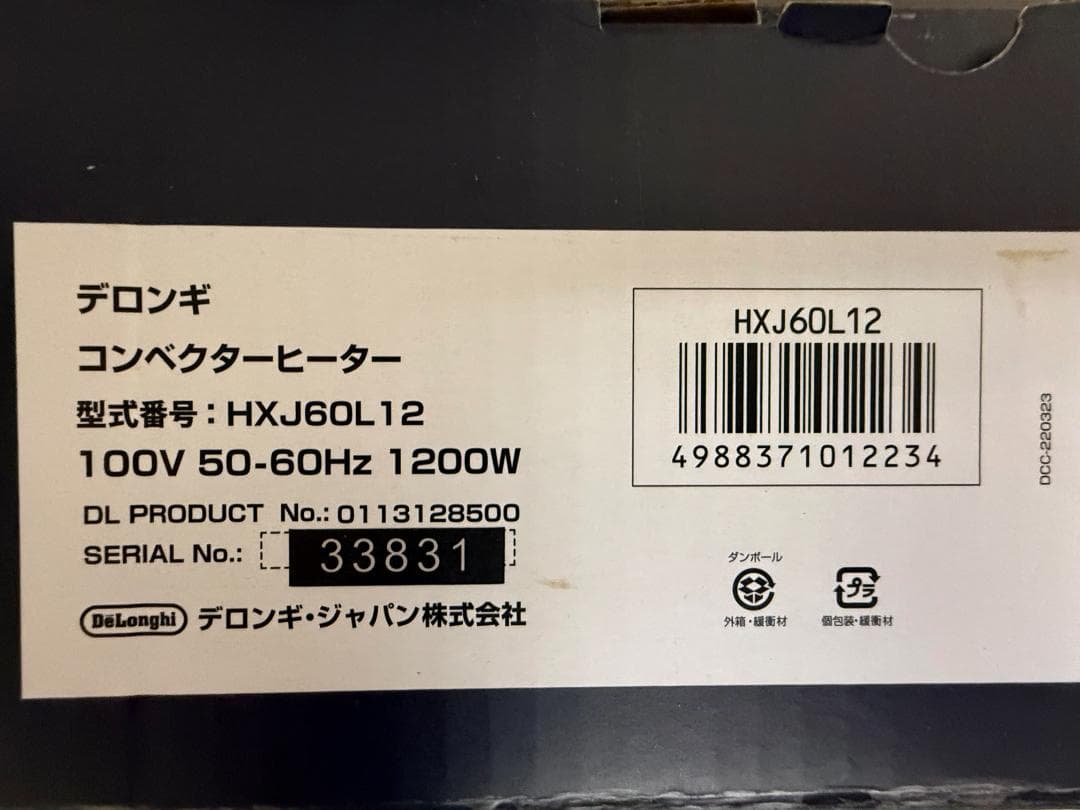 デロンギ
コンベクターヒーター
型式番号：HXJ60L12
100V 50-60Hz 1200W
DL PRODUCT No.: 0113128500
SERIAL No.: 33831
DeLonghi デロンギ・ジャパン株式会社
HXJ60L12
4988371012234
DCC-220323
ダンボール
外箱・緩衝材
プラ
個包装・緩衝材